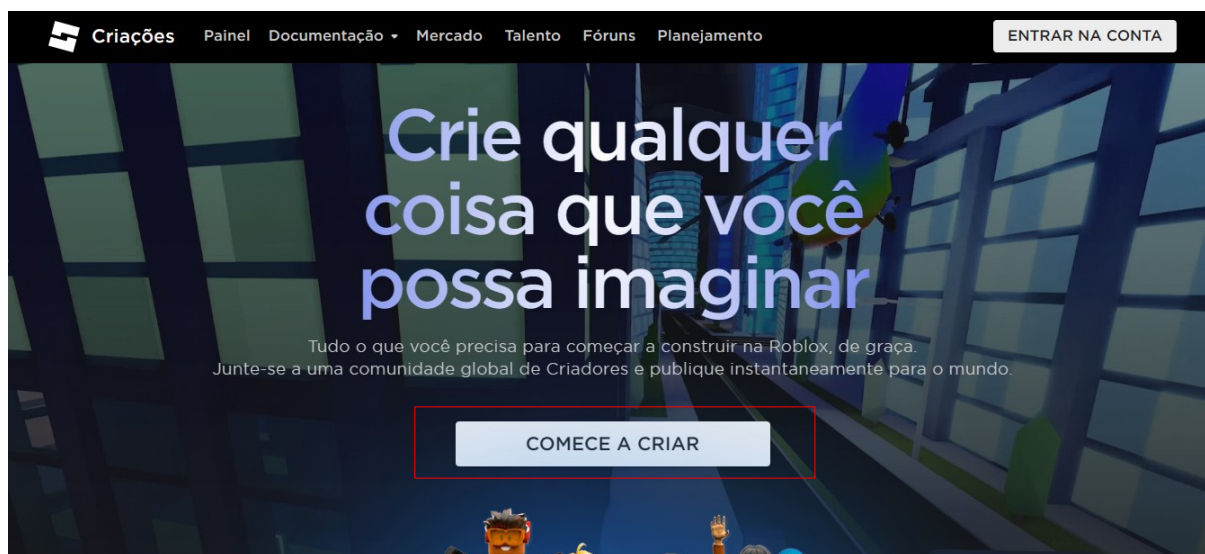 Criações Painel Documentação Mercado Talento Fóruns Planejamento ENTRAR NA CONTA
Crie qualquer
coisa que você
possa imaginar
Tudo o que você precisa para começar a construir na Roblox, de graça.
Junte-se a uma comunidade global de Criadores e publique instantaneamente para o mundo.
COMECE A CRIAR